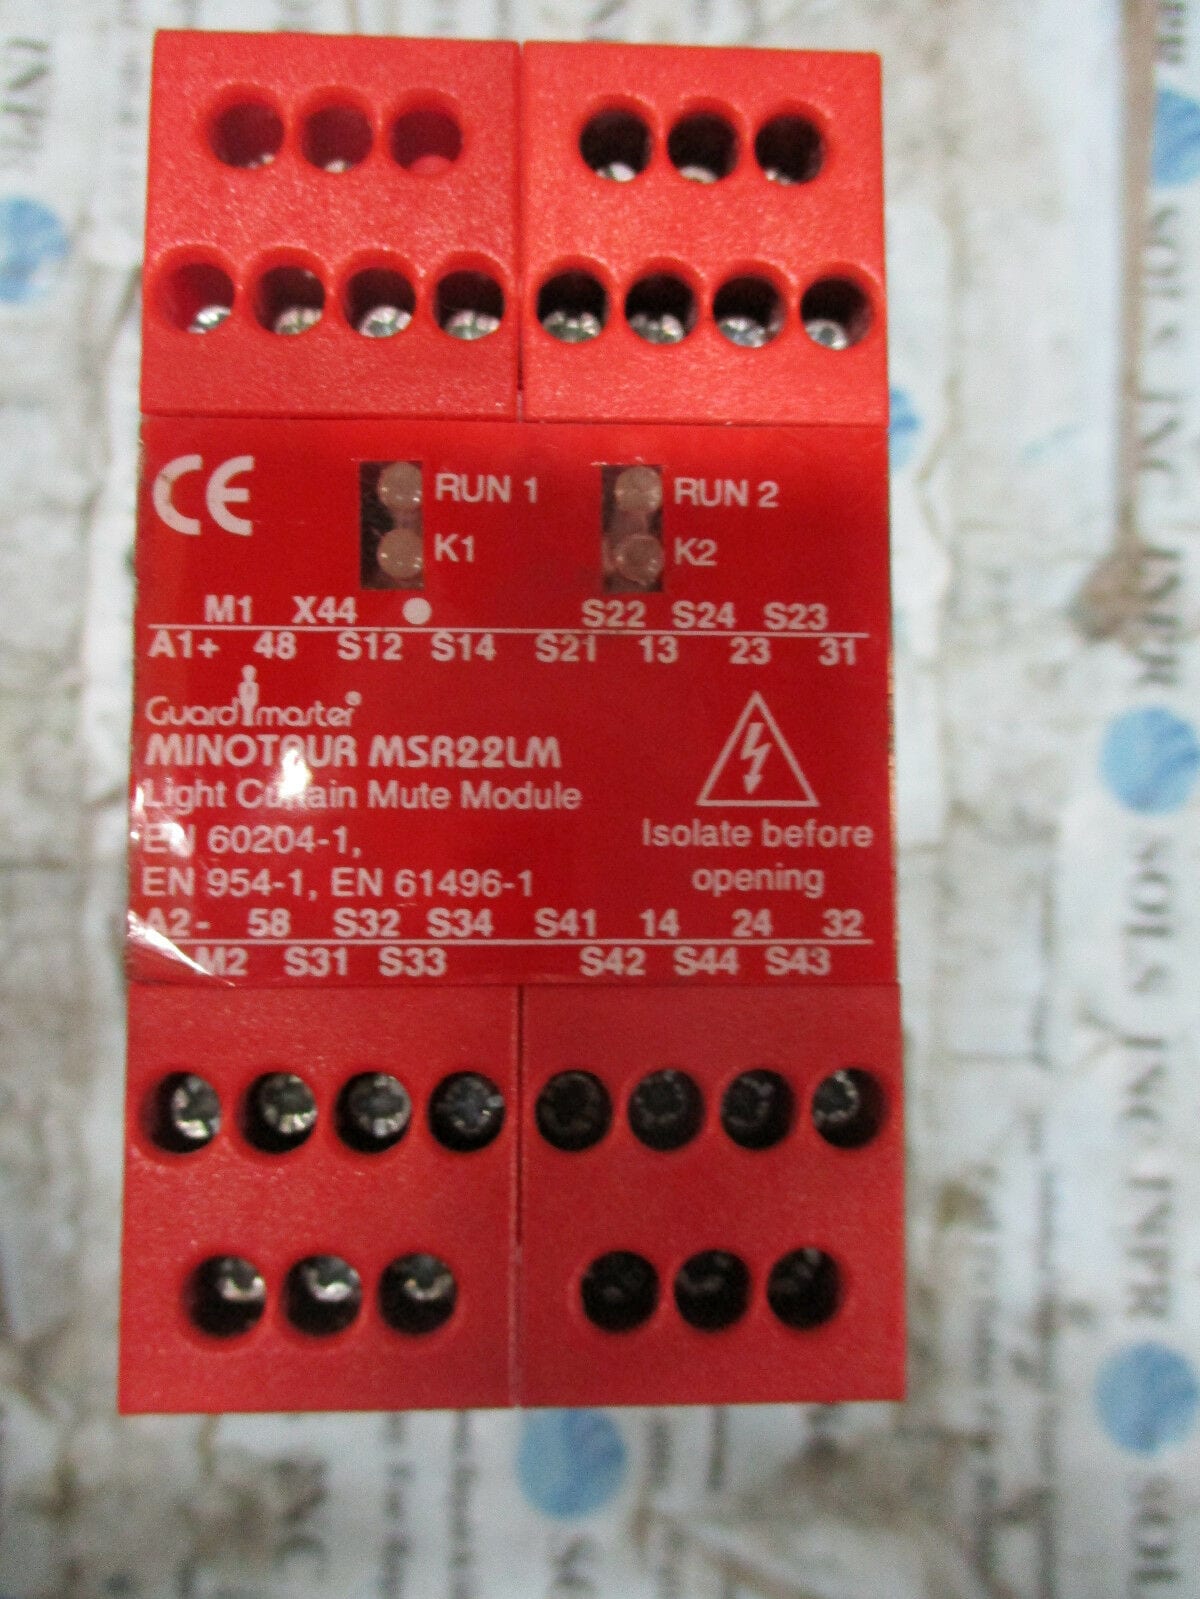 CE
RUN 1
RUN 2
K1
K2
M1 X44 S22 S24 S23
A1+ 48 S12 S14 S21 13 23 31
Guardmaster®
MINOTAUR MSR22LM
Light Curtain Mute Module
EN 60204-1,
EN 954-1, EN 61496-1
Isolate before
opening
A2- 58 S32 S34 S41 14 24 32
M2 S31 S33 S42 S44 S43